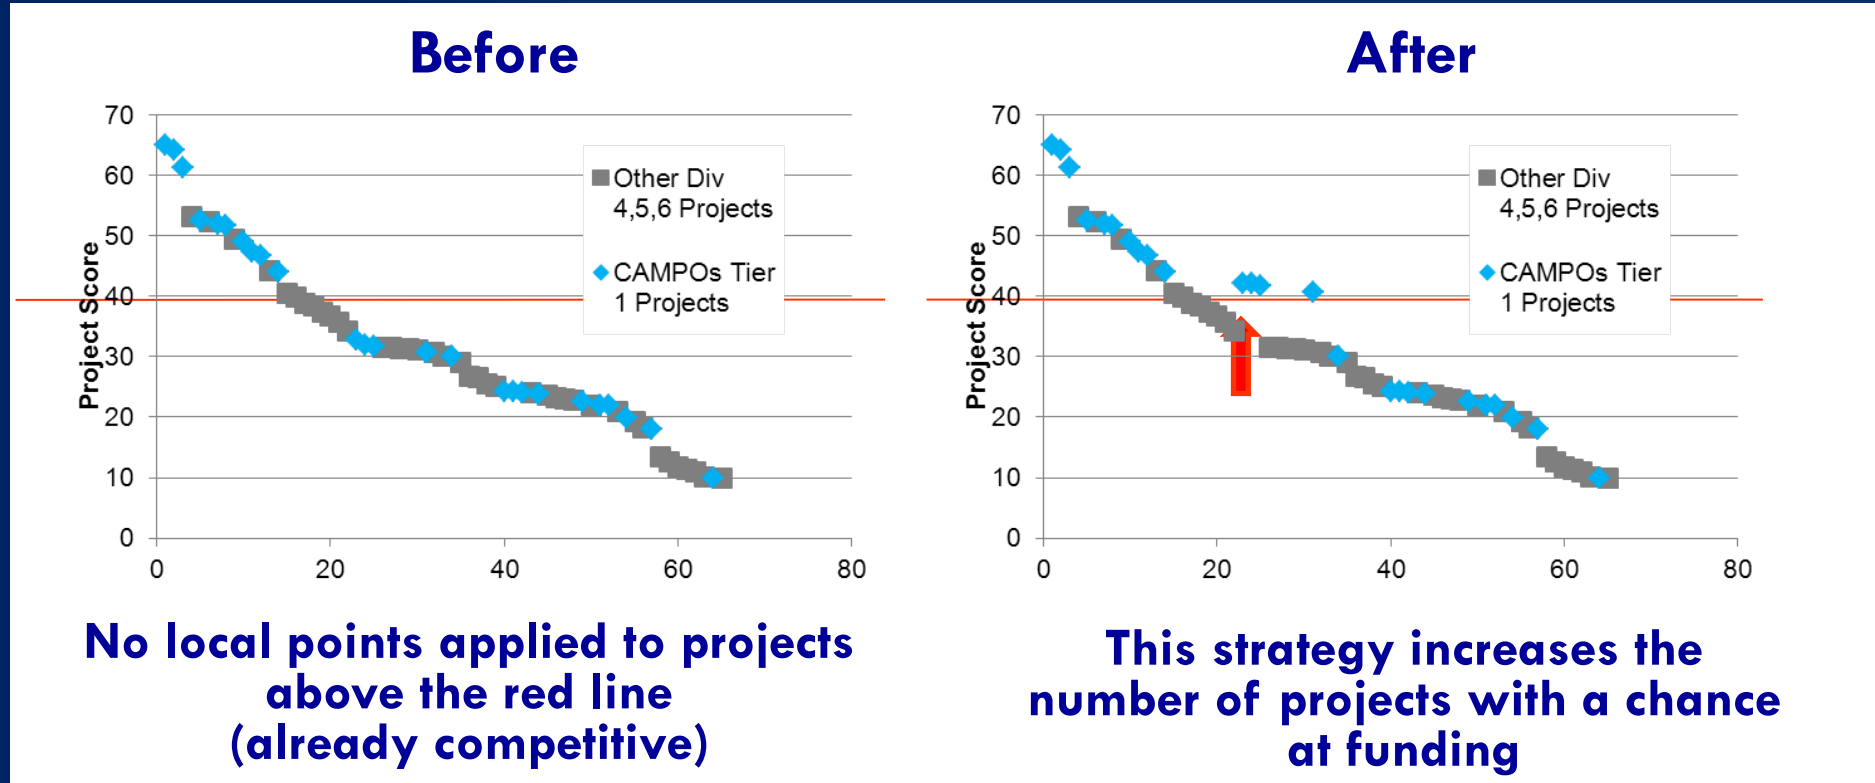 Before
70
60
50
40
30
20
10
0
Project Score
0 20 40 60 80
Other Div
4,5,6 Projects
CAMPOs Tier
1 Projects
No local points applied to projects
above the red line
(already competitive)
After
70
60
50
40
30
20
10
0
Project Score
0 20 40 60 80
Other Div
4,5,6 Projects
CAMPOs Tier
1 Projects
This strategy increases the
number of projects with a chance
at funding